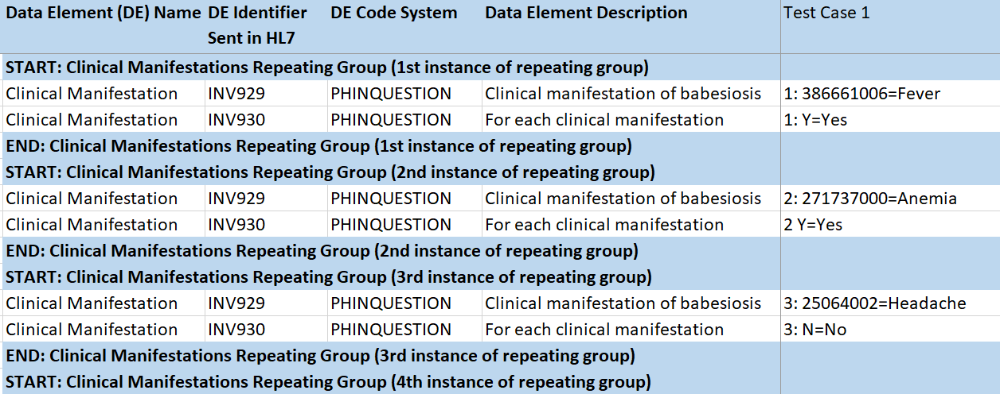 Data Element (DE) Name DE Identifier Sent in HL7 DE Code System Data Element Description Test Case 1
START: Clinical Manifestations Repeating Group (1st instance of repeating group)
Clinical Manifestation INV929 PHINQUESTION Clinical manifestation of babesiosis 1: 386661006=Fever
Clinical Manifestation INV930 PHINQUESTION For each clinical manifestation 1: Y=Yes
END: Clinical Manifestations Repeating Group (1st instance of repeating group)
START: Clinical Manifestations Repeating Group (2nd instance of repeating group)
Clinical Manifestation INV929 PHINQUESTION Clinical manifestation of babesiosis 2: 271737000=Anemia
Clinical Manifestation INV930 PHINQUESTION For each clinical manifestation 2 Y=Yes
END: Clinical Manifestations Repeating Group (2nd instance of repeating group)
START: Clinical Manifestations Repeating Group (3rd instance of repeating group)
Clinical Manifestation INV929 PHINQUESTION Clinical manifestation of babesiosis 3: 25064002=Headache
Clinical Manifestation INV930 PHINQUESTION For each clinical manifestation 3: N=No
END: Clinical Manifestations Repeating Group (3rd instance of repeating group)
START: Clinical Manifestations Repeating Group (4th instance of repeating group)